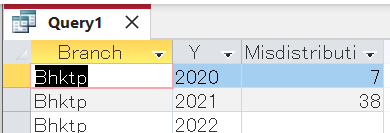 Query1
Branch Y Misdistributi
Bhktp 2020 7
Bhktp 2021 38
Bhktp 2022